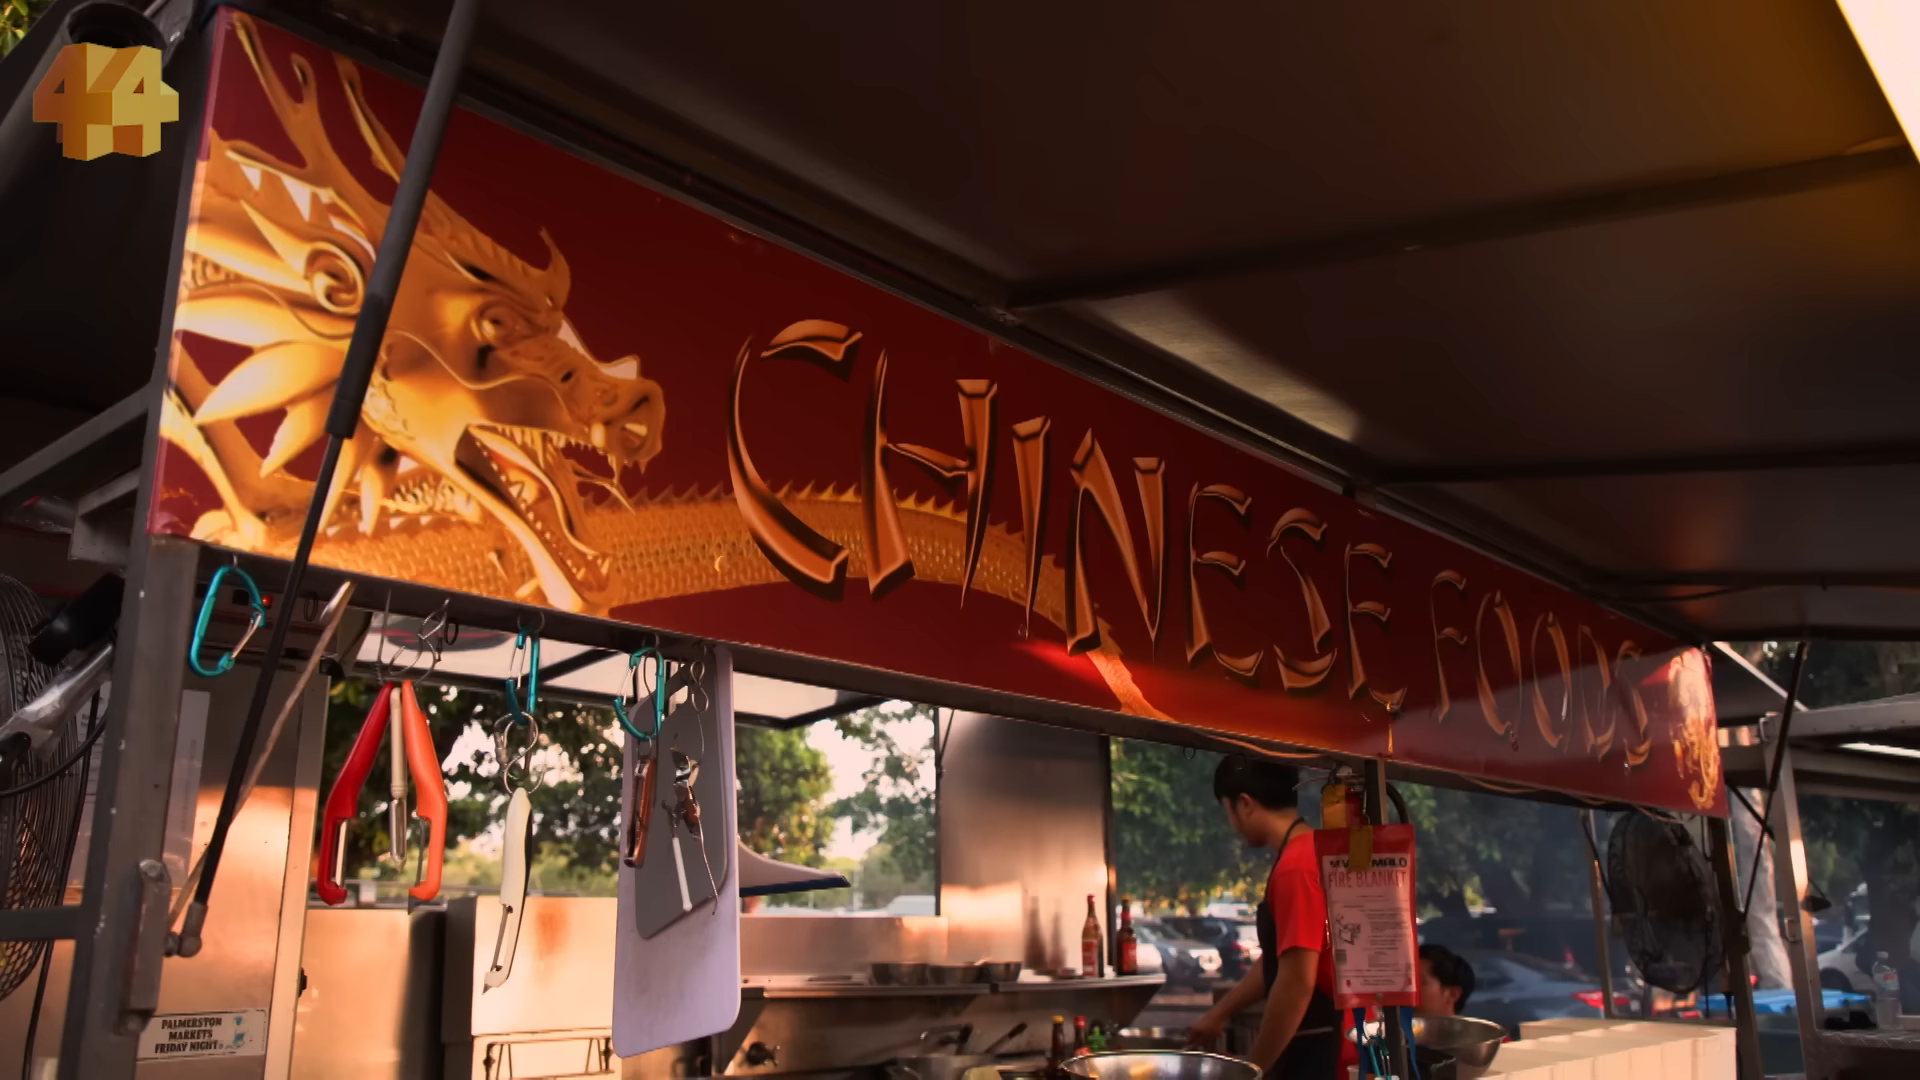 44
CHINESE FOODS
FIRE BLANKET
PALMERSTON
MARKETS
FRIDAY NIGHT